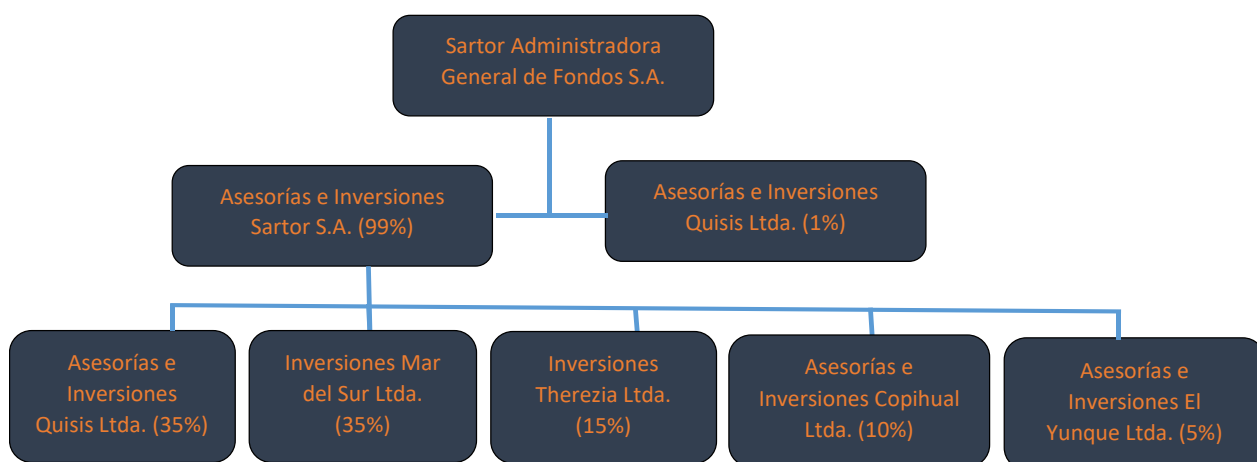 Sartor Administradora
General de Fondos S.A.
Asesorías e Inversiones
Sartor S.A. (99%)
Asesorías e Inversiones
Quisis Ltda. (1%)
Asesorías e
Inversiones
Quisis Ltda. (35%)
Inversiones Mar
del Sur Ltda.
(35%)
Inversiones
Therezia Ltda.
(15%)
Asesorías e
Inversiones Copihual
Ltda. (10%)
Asesorías e
Inversiones El
Yunque Ltda. (5%)